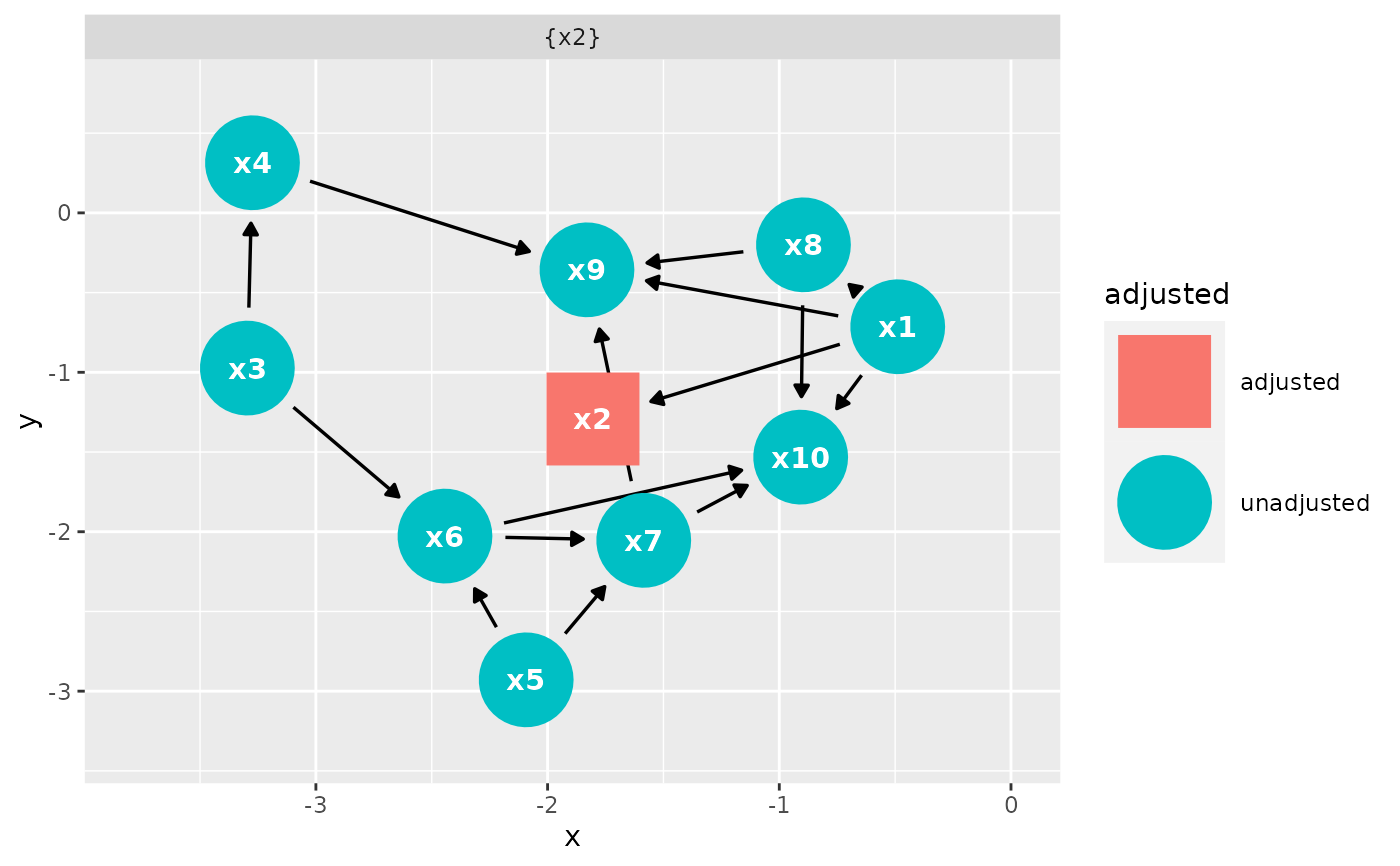 {x2}
x4
x8
x9
x1
x3
x2
x10
x6
x7
x5
0
-1
-2
-3
y
-3
-2
-1
0
x
adjusted
adjusted
unadjusted